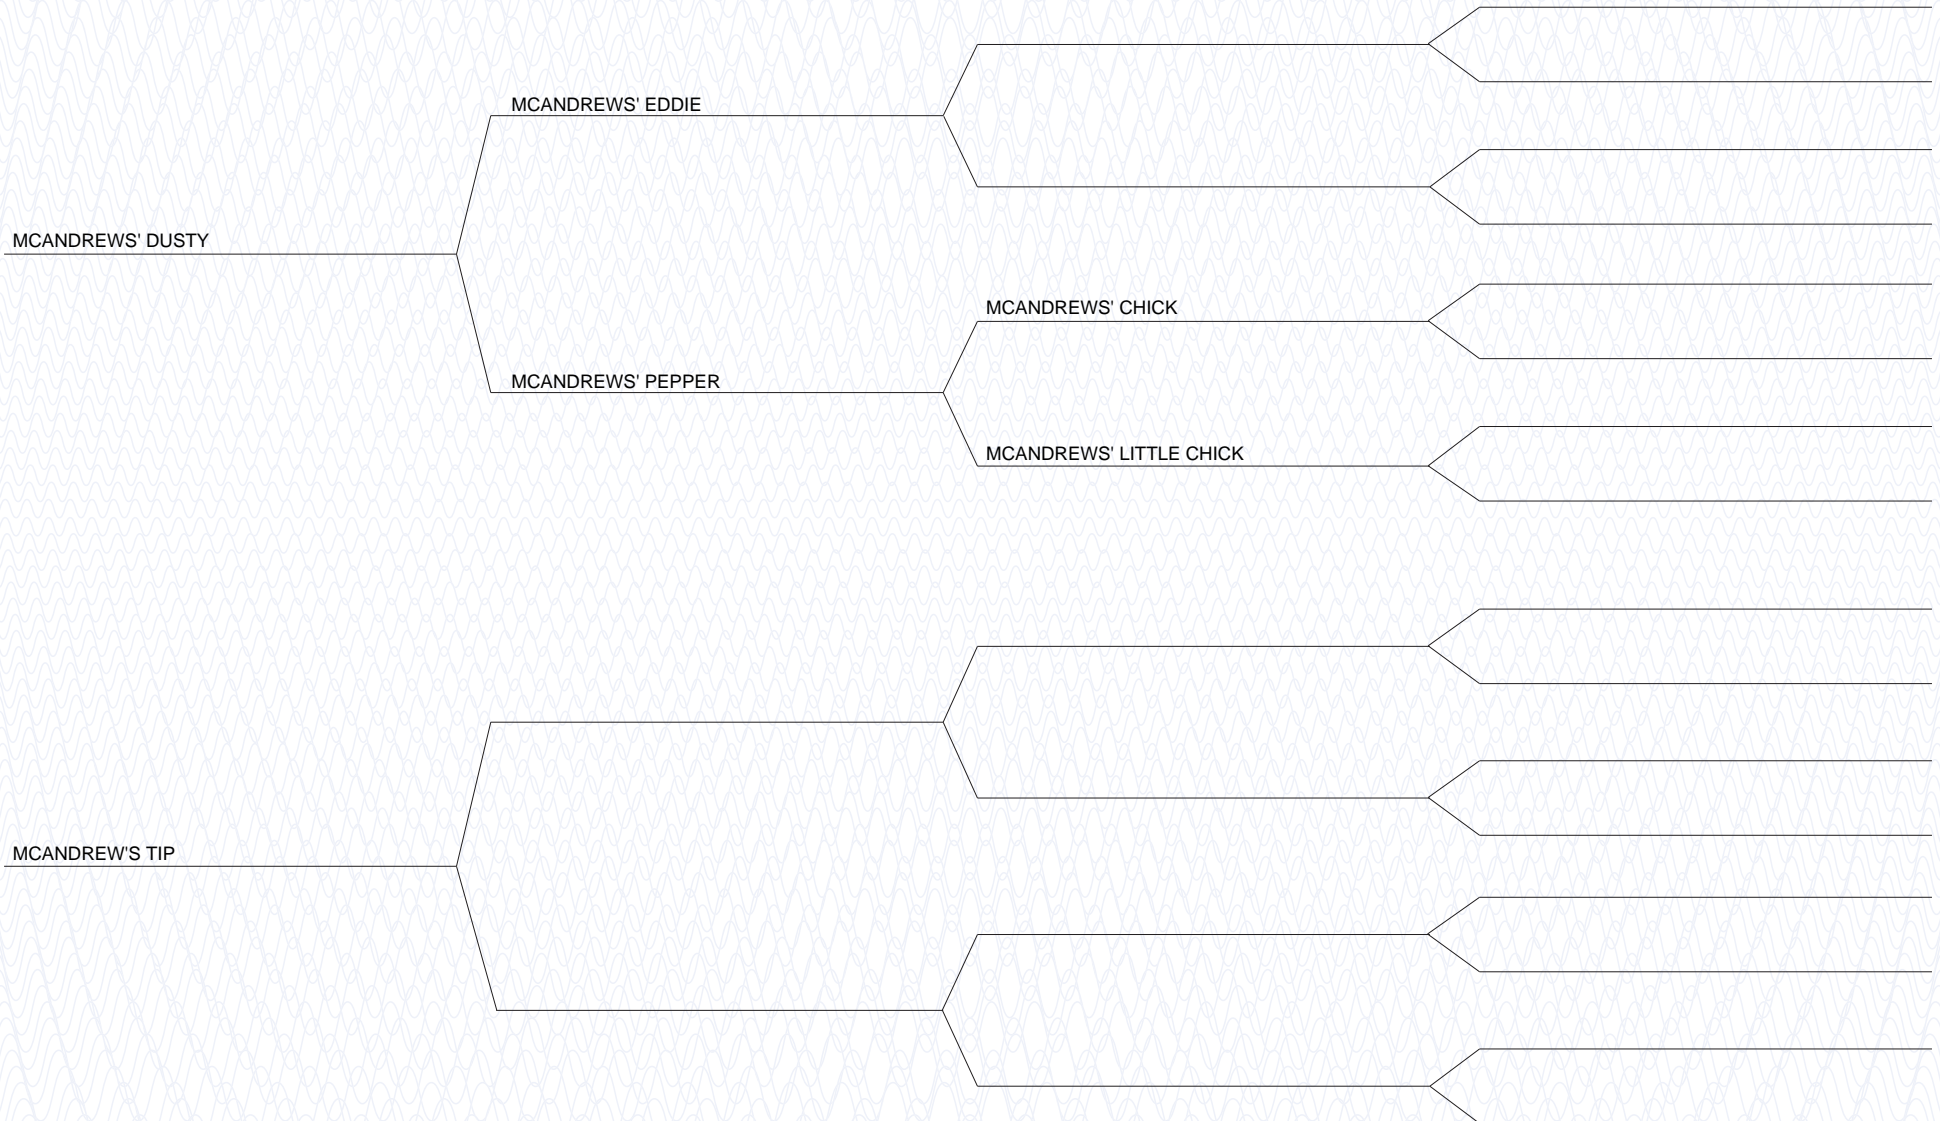 MCANDREWS' EDDIE
MCANDREWS' DUSTY
MCANDREWS' CHICK
MCANDREWS' PEPPER
MCANDREWS' LITTLE CHICK
MCANDREW'S TIP